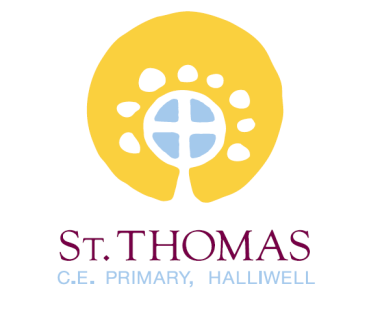 ST. THOMAS
C.E. PRIMARY, HALLIWELL